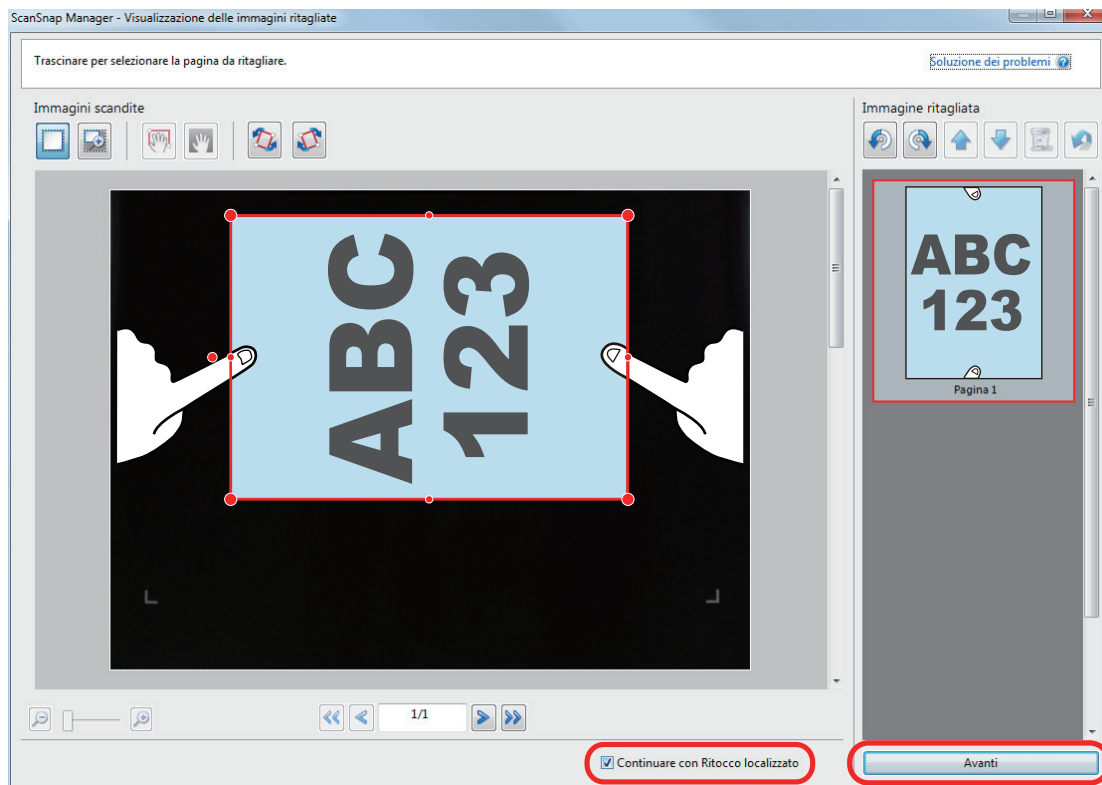 ScanSnap Manager - Visualizzazione delle immagini ritagliate
Trascinare per selezionare la pagina da ritagliare.
Soluzione dei problemi
Immagini scandite
Immagine ritagliata
ABC
123
ABC
123
Pagina 1
1/1
Continuare con Ritocco localizzato
Avanti